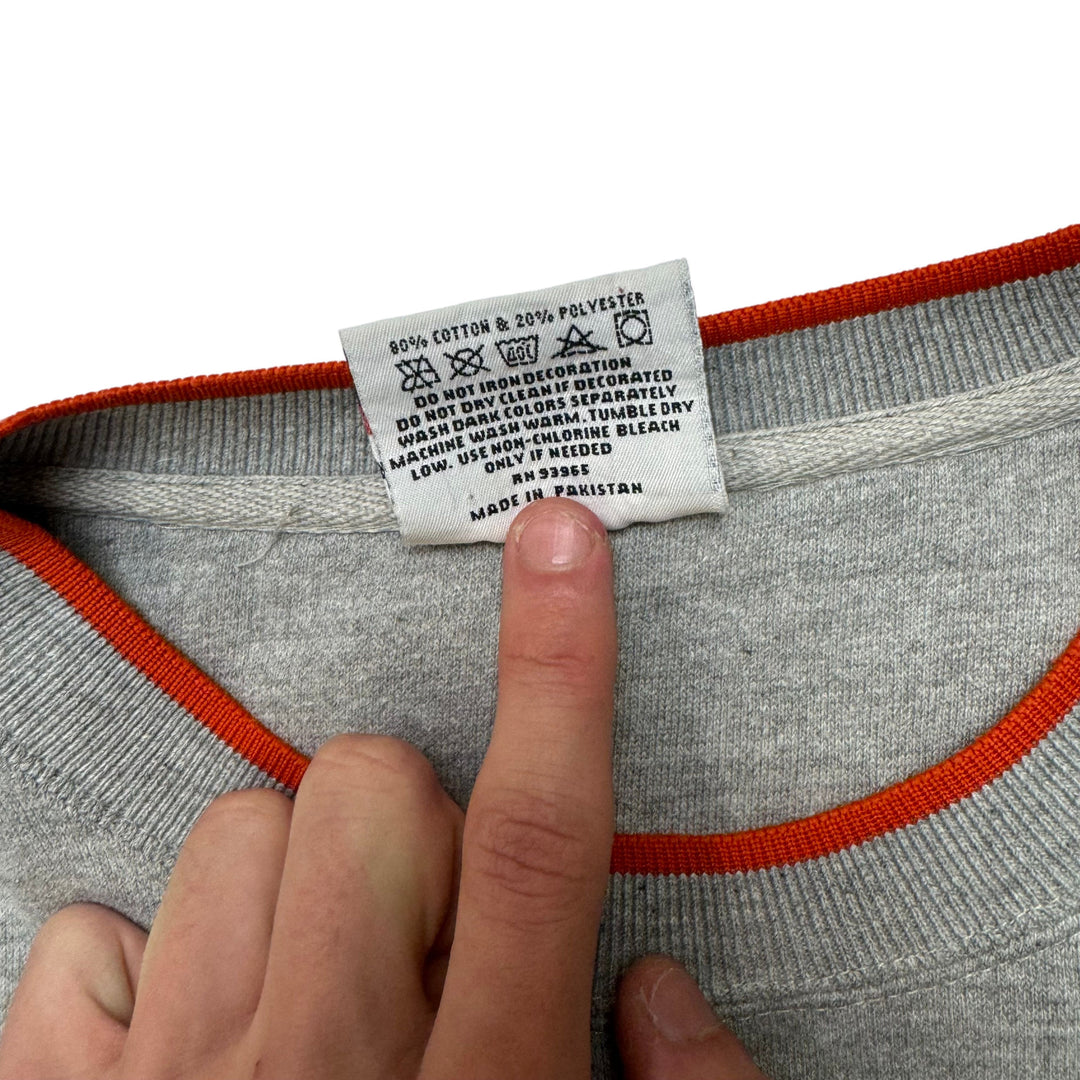 80% COTTON & 20% POLYESTER
40C
DO NOT IRON DECORATION
DO NOT DRY CLEAN IF DECORATED
WASH DARK COLORS SEPARATELY
MACHINE WASH WARM. TUMBLE DRY
LOW. USE NON-CHLORINE BLEACH
ONLY IF NEEDED
RN 93965
MADE IN PAKISTAN